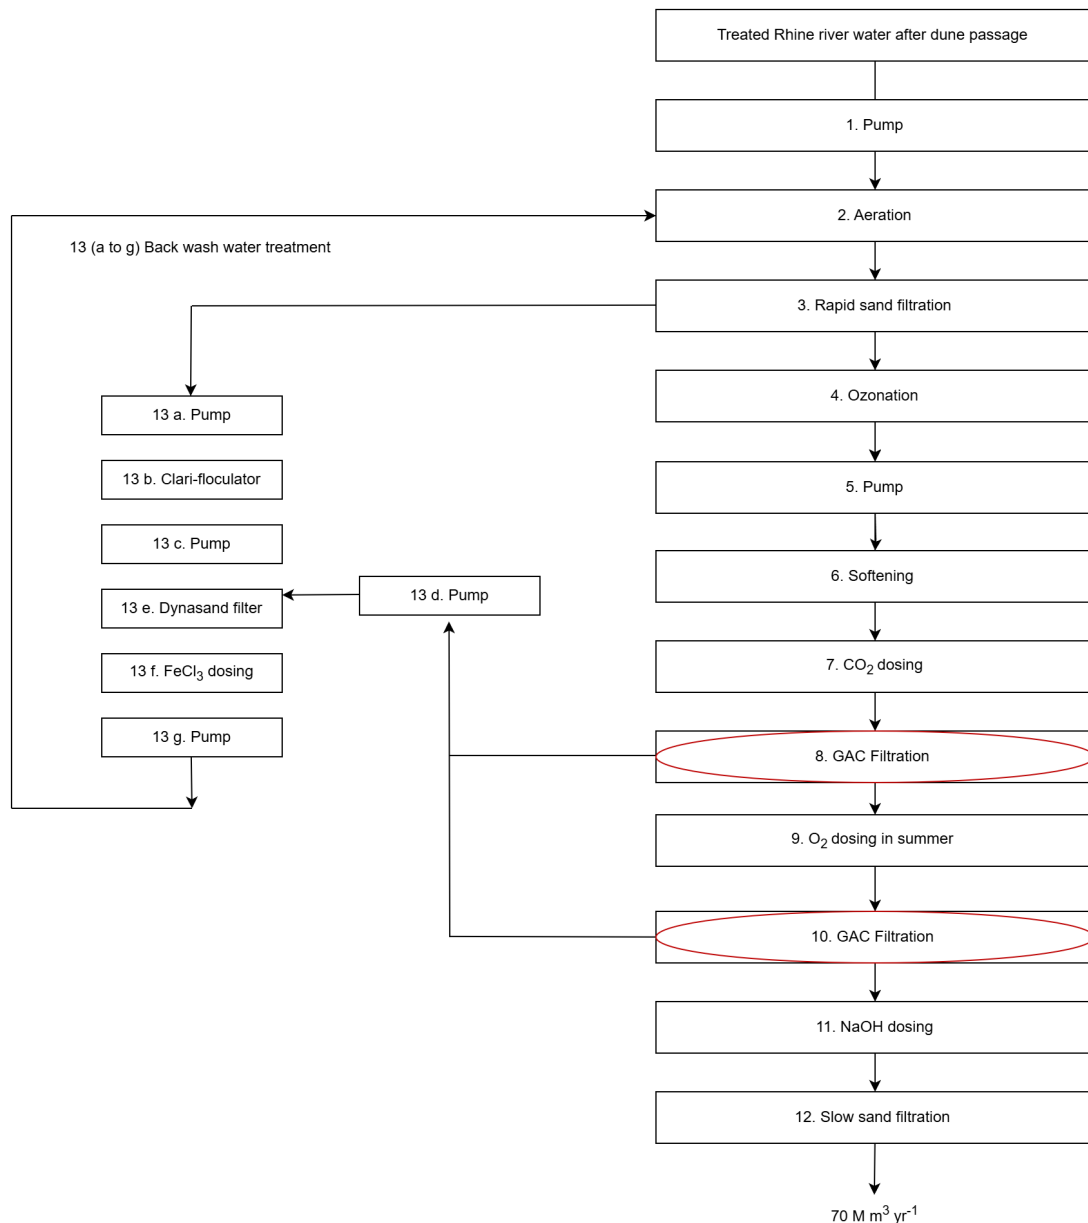 Treated Rhine river water after dune passage
1. Pump
2. Aeration
13 (a to g) Back wash water treatment
3. Rapid sand filtration
4. Ozonation
13 a. Pump
13 b. Clari-floculator
5. Pump
13 c. Pump
6. Softening
13 d. Pump
13 e. Dynasand filter
7. CO₂ dosing
13 f. FeCl₃ dosing
13 g. Pump
8. GAC Filtration
9. O₂ dosing in summer
10. GAC Filtration
11. NaOH dosing
12. Slow sand filtration
70 M m³ yr⁻¹